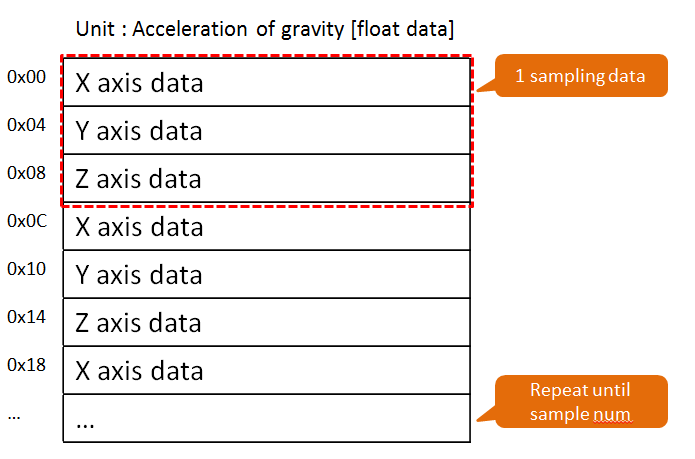 Unit : Acceleration of gravity [float data]
0x00 X axis data
1 sampling data
0x04 Y axis data
0x08 Z axis data
0x0C X axis data
0x10 Y axis data
0x14 Z axis data
0x18 X axis data
Repeat until
sample num
... ...